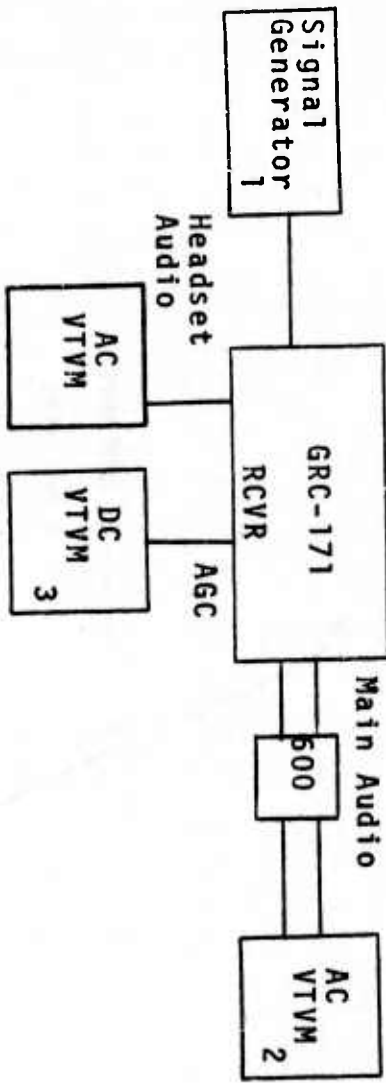 Signal
Generator
1
Headset
Audio
AC
VTVM
DC
VTVM
3
AGC
GRC-171
RCVR
Main Audio
600
AC
VTVM
2